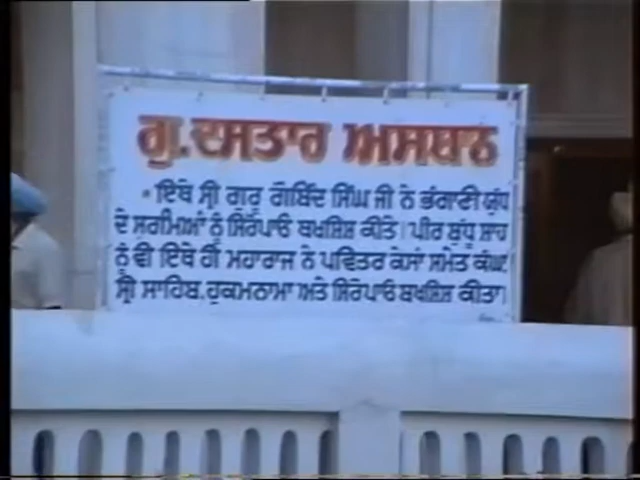 ਗੁ.ਦਸਤਾਰ ਅਸਥਾਨ
ਇਥੇ ਸ੍ਰੀ ਗੁਰੂ ਗੋਬਿੰਦ ਸਿੰਘ ਜੀ ਨੇ ਭੰਗਾਣੀ ਯੁੱਧ
ਦੇ ਸੂਰਮਿਆਂ ਨੂੰ ਸਿਰੋਪਾਓ ਬਖਸ਼ਿਸ਼ ਕੀਤੇ। ਪੀਰ ਬੁੱਧੂ ਸ਼ਾਹ
ਨੂੰ ਵੀ ਇਥੇ ਹੀ ਮਹਾਰਾਜ ਨੇ ਪਵਿੱਤਰ ਕੇਸਾਂ ਸਮੇਤ ਕੰਘਾ
ਸ੍ਰੀ ਸਾਹਿਬ, ਹੁਕਮਨਾਮਾ ਅਤੇ ਸਿਰੋਪਾਓ ਬਖਸ਼ਿਸ਼ ਕੀਤਾ।